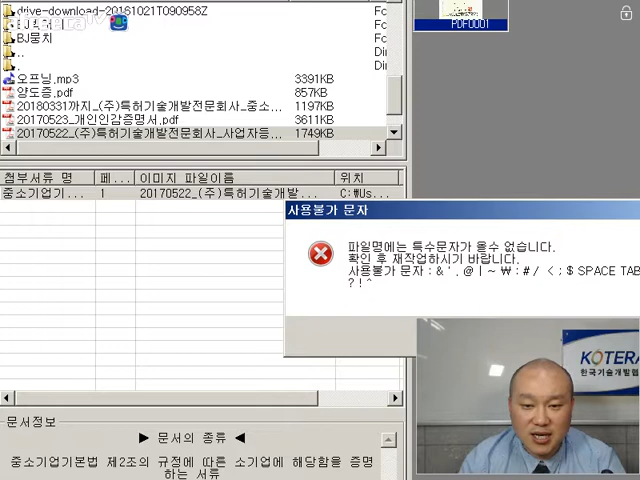 drive-download-20161021T090958Z
BJ뭉치
..
.
오프닝.mp3 3391KB
양도증.pdf 857KB
20180331까지_(주)특허기술개발전문회사_중소... 1197KB
20170523_개인인감증명서.pdf 3611KB
20170522_(주)특허기술개발전문회사_사업자등... 1749KB
Fo
Fo
Fo
Dir
Dir
PDF0001
첨부서류 명 페... 이미지 파일이름 위치
중소기업기... 1 20170522_(주)특허기술개발... C:₩Us...
사용불가 문자
파일명에는 특수문자가 올수 없습니다.
확인 후 재작업하시기 바랍니다.
사용불가 문자 : & ' , @ | ~ ₩ : # / < ; $ SPACE TAB
? ! ^
KOTERA
한국기술개발협
문서정보
▶ 문서의 종류 ◀
중소기업기본법 제2조의 규정에 따른 소기업에 해당함을 증명
하는 서류